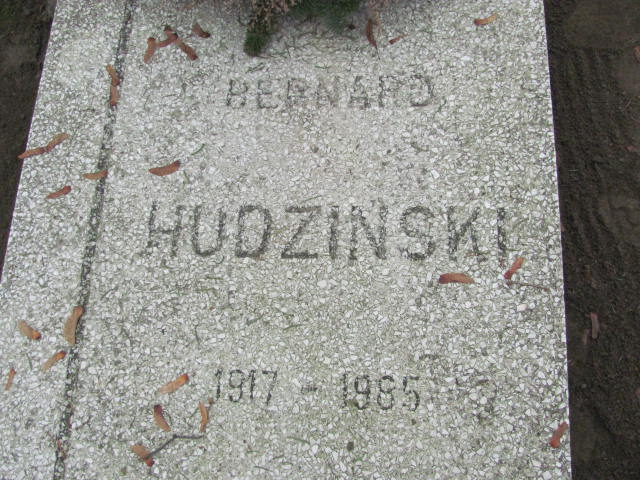 BERNARD
HUDZINSKI
1917 - 1985